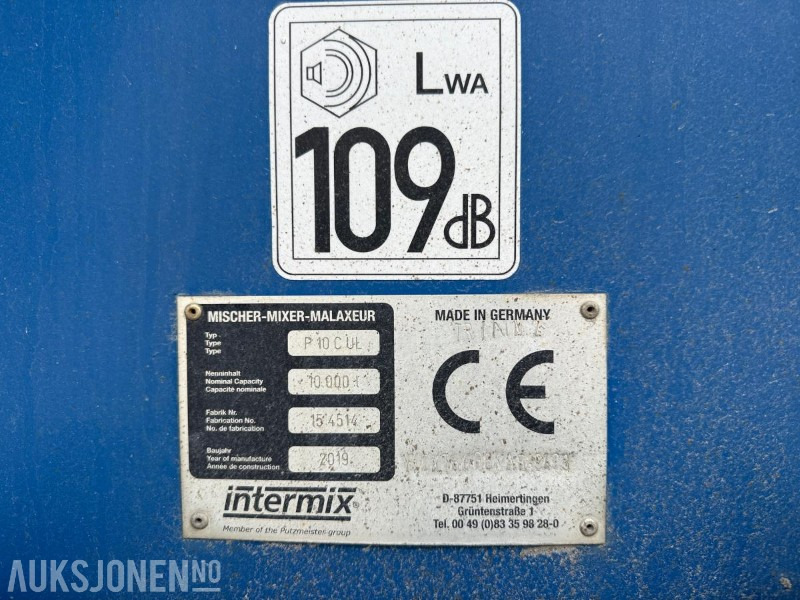 LWA
109 dB
MISCHER-MIXER-MALAXEUR
Typ
Type
Type
P 10 C UL
Nenninhalt
Nominal Capacity
Capacité nominale
10.000 l
Fabrik Nr.
Fabrication No.
No. de fabrication
15 4514
Baujahr
Year of manufacture
Année de construction
2019
intermix®
Member of the Putzmeister group
MADE IN GERMANY
CE
D-87751 Heimertingen
Grüntenstraße 1
Tel. 00 49 (0)83 35 98 28-0
AUKSJONEN.NO